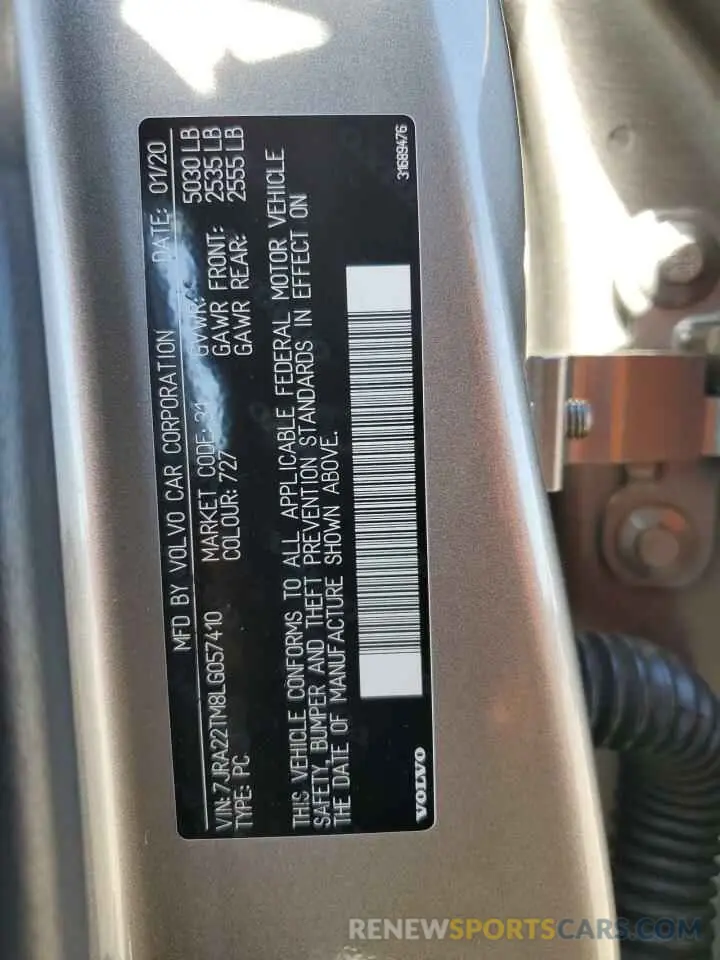 MFD BY VOLVO CAR CORPORATION DATE: 01/20
GVWR: 5030 LB
MARKET CODE: 31 GAWR FRONT: 2535 LB
VIN: 7JRA22TM8LG057410 COLOUR: 727 GAWR REAR: 2555 LB
TYPE: PC
THIS VEHICLE CONFORMS TO ALL APPLICABLE FEDERAL MOTOR VEHICLE
SAFETY, BUMPER AND THEFT PREVENTION STANDARDS IN EFFECT ON
THE DATE OF MANUFACTURE SHOWN ABOVE.
VOLVO 31689476
RENEWSPORTSCARS.COM